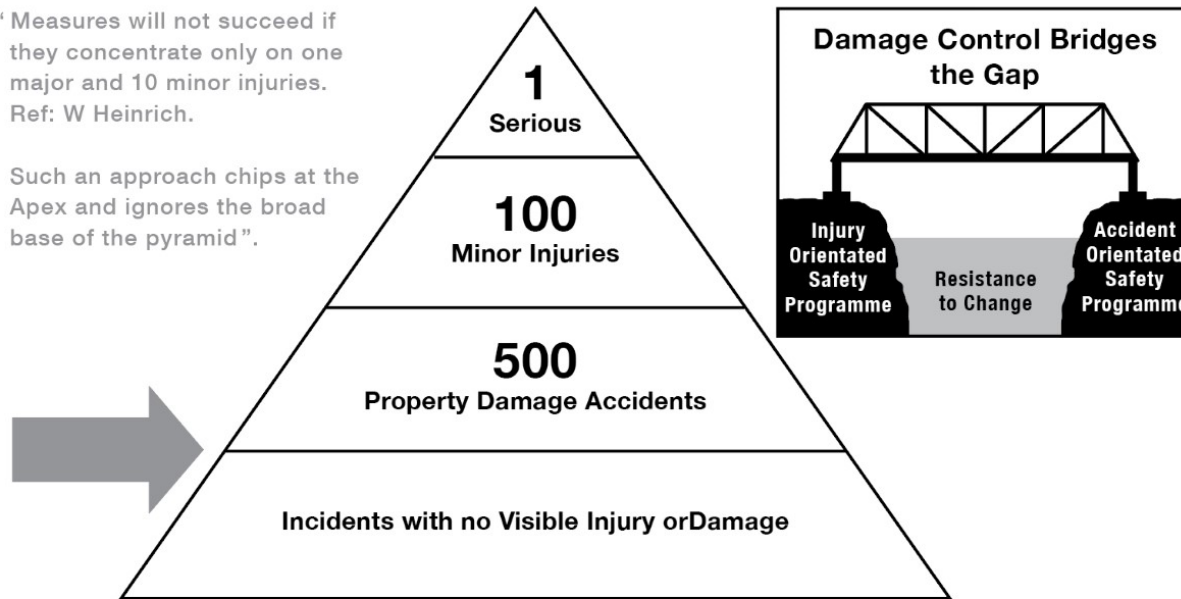 “Measures will not succeed if
they concentrate only on one
major and 10 minor injuries.
Ref: W Heinrich.
Such an approach chips at the
Apex and ignores the broad
base of the pyramid”.
1
Serious
100
Minor Injuries
500
Property Damage Accidents
Incidents with no Visible Injury orDamage
Damage Control Bridges
the Gap
Injury
Orientated
Safety
Programme
Resistance
to Change
Accident
Orientated
Safety
Programme